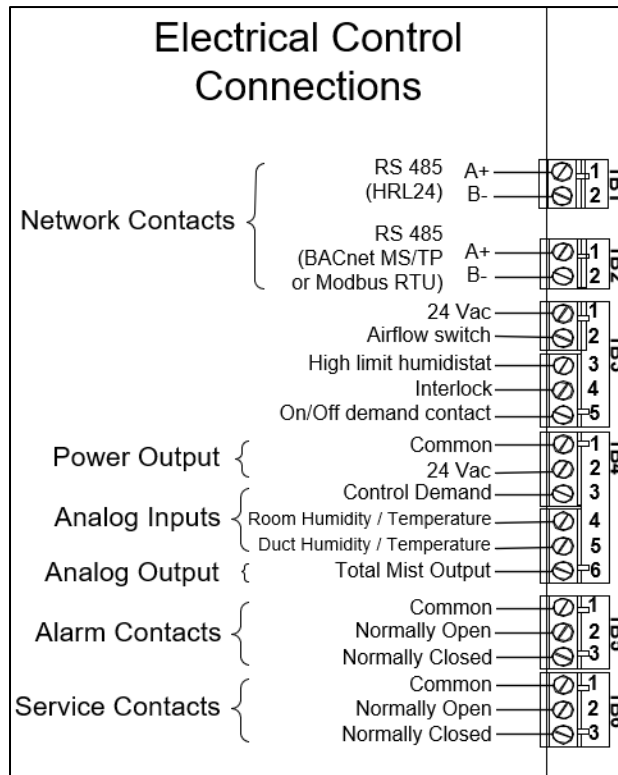 Electrical Control
Connections
Network Contacts
RS 485
(HRL24)
A+ 1
B- 2
TB1
RS 485
(BACnet MS/TP
or Modbus RTU)
A+ 1
B- 2
TB2
24 Vac 1
Airflow switch 2
High limit humidistat 3
Interlock 4
On/Off demand contact 5
Power Output
Common 1
24 Vac 2
TB4
Analog Inputs
Control Demand 3
Room Humidity / Temperature 4
Duct Humidity / Temperature 5
Analog Output
Total Mist Output 6
Alarm Contacts
Common 1
Normally Open 2
Normally Closed 3
Service Contacts
Common 1
Normally Open 2
Normally Closed 3